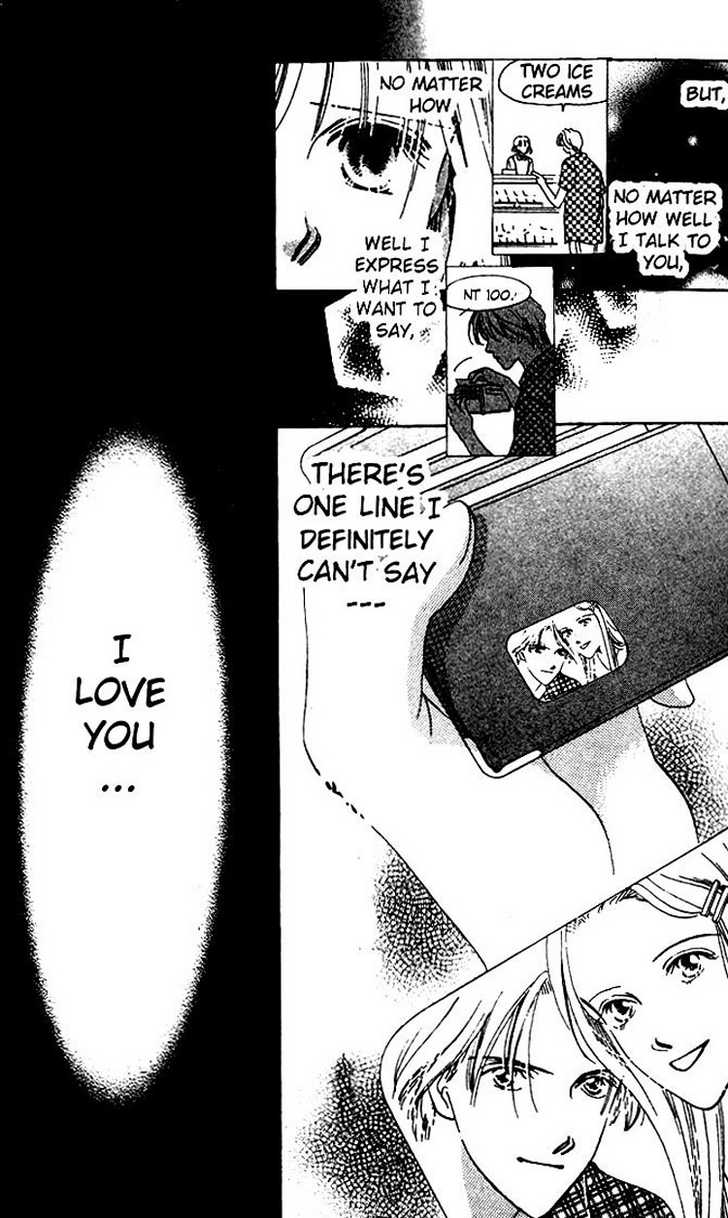 BUT,
NO MATTER
HOW WELL
I TALK TO
YOU,
TWO ICE
CREAMS
NO MATTER
HOW
WELL I
EXPRESS
WHAT I
WANT TO
SAY,
NT 100.
THERE'S
ONE LINE I
DEFINITELY
CAN'T SAY
---
I
LOVE
YOU
...